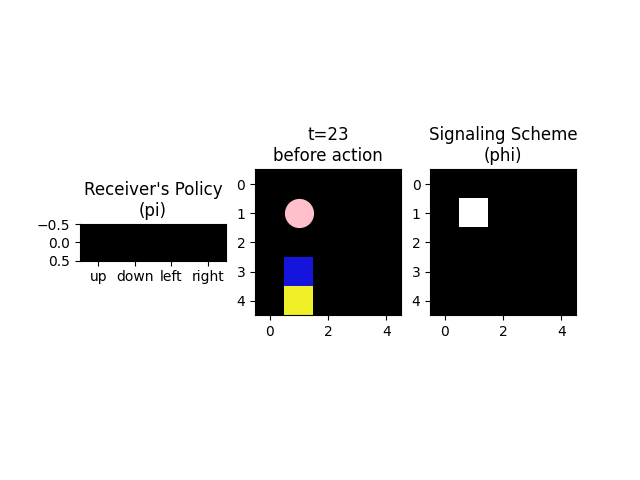 Receiver's Policy
(pi)
−0.5
0.0
0.5
up down left right
t=23
before action
0
1
2
3
4
0 2 4
Signaling Scheme
(phi)
0
1
2
3
4
0 2 4